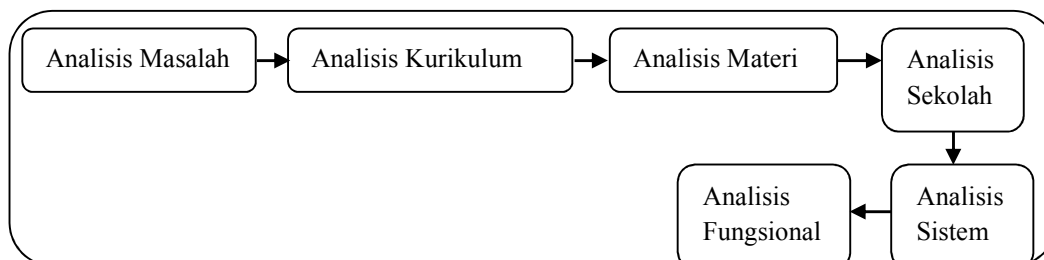 Analisis Masalah
Analisis Kurikulum
Analisis Materi
Analisis
Sekolah
Analisis
Sistem
Analisis
Fungsional